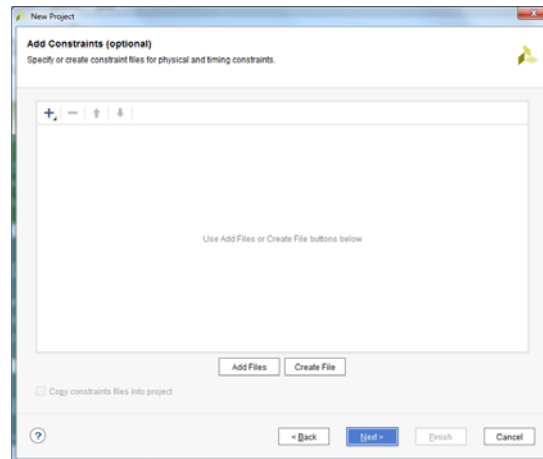 New Project
Add Constraints (optional)
Specify or create constraint files for physical and timing constraints.
Use Add Files or Create File buttons below
Add Files Create File
Copy constraints files into project
? < Back Next > Finish Cancel